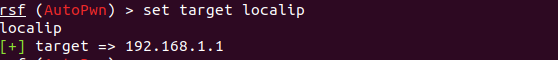 rsf (AutoPwn) > set target localip
localip
[+] target => 192.168.1.1